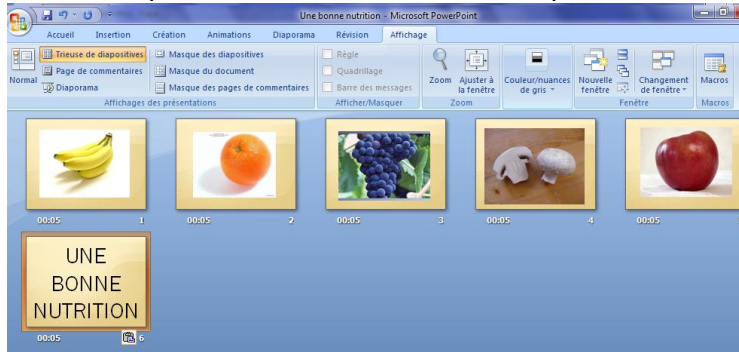 Une bonne nutrition - Microsoft PowerPoint
Accueil Insertion Création Animations Diaporama Révision Affichage
Normal
Trieuse de diapositives
Page de commentaires
Diaporama
Masque des diapositives
Masque du document
Masque des pages de commentaires
Affichages des présentations
Règle
Quadrillage
Barre des messages
Afficher/Masquer
Zoom
Ajuster à
la fenêtre
Zoom
Couleur/nuances
de gris
Nouvelle
fenêtre
Changement
de fenêtre
Fenêtre
Macros
Macros
00:05 1
00:05 2
00:05 3
00:05 4
00:05
UNE
BONNE
NUTRITION
00:05 6